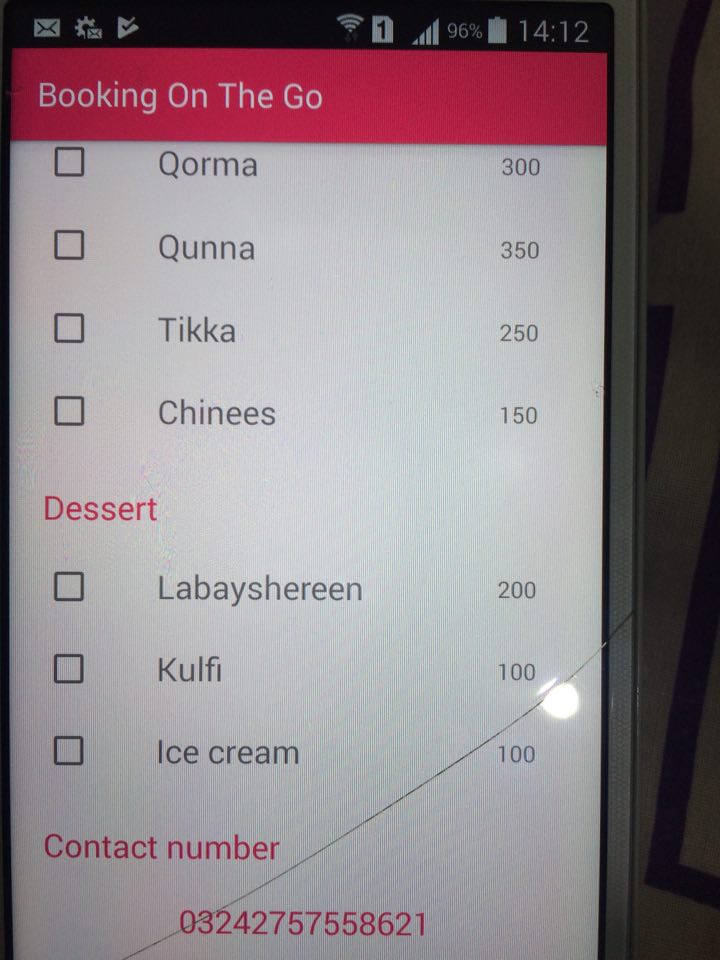 1 96% 14:12
Booking On The Go
Qorma 300
Qunna 350
Tikka 250
Chinees 150
Dessert
Labayshereen 200
Kulfi 100
Ice cream 100
Contact number
03242757558621